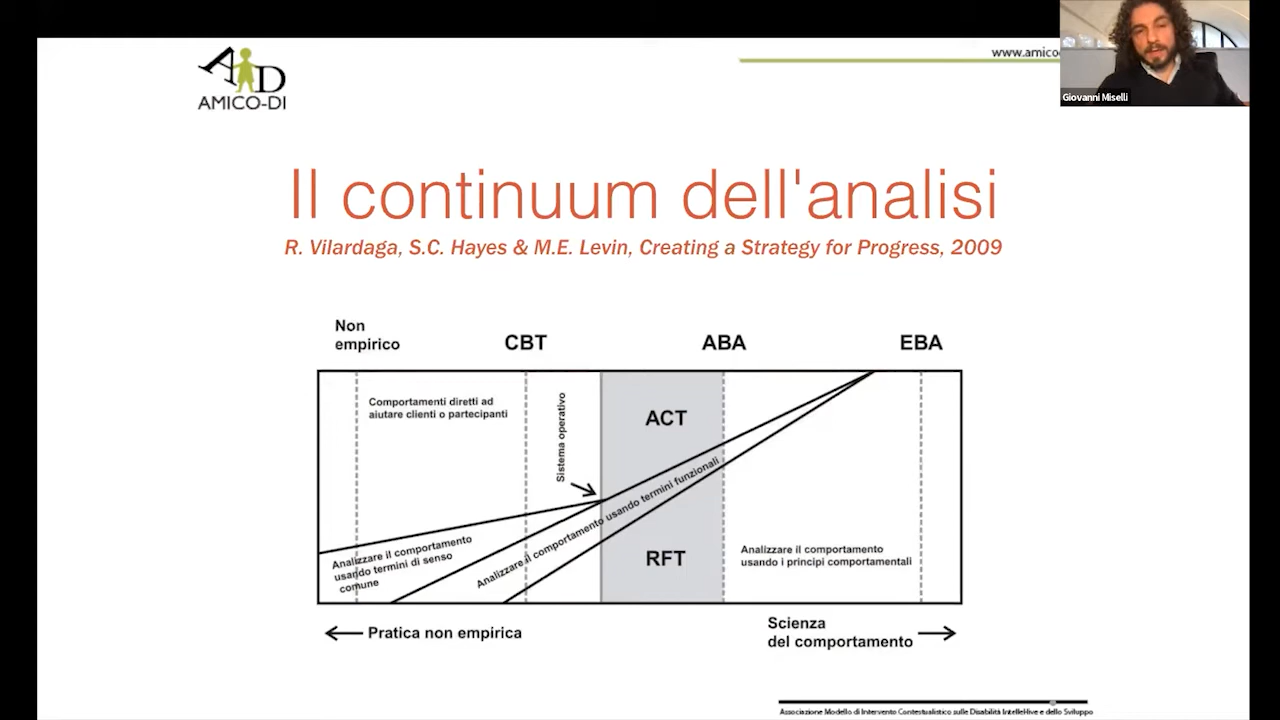 AID
AMICO-DI
Giovanni Miselli
Il continuum dell'analisi
R. Vilardaga, S.C. Hayes & M.E. Levin, Creating a Strategy for Progress, 2009
Non
empirico
CBT
ABA
EBA
Comportamenti diretti ad
aiutare clienti o partecipanti
Sistema operativo
ACT
Analizzare il comportamento
usando termini di senso
comune
Analizzare il comportamento usando termini funzionali
RFT
Analizzare il comportamento
usando i principi comportamentali
Pratica non empirica
Scienza
del comportamento
Associazione Modello di Intervento Contestualistico sulle Disabilità Intellettive e dello Sviluppo